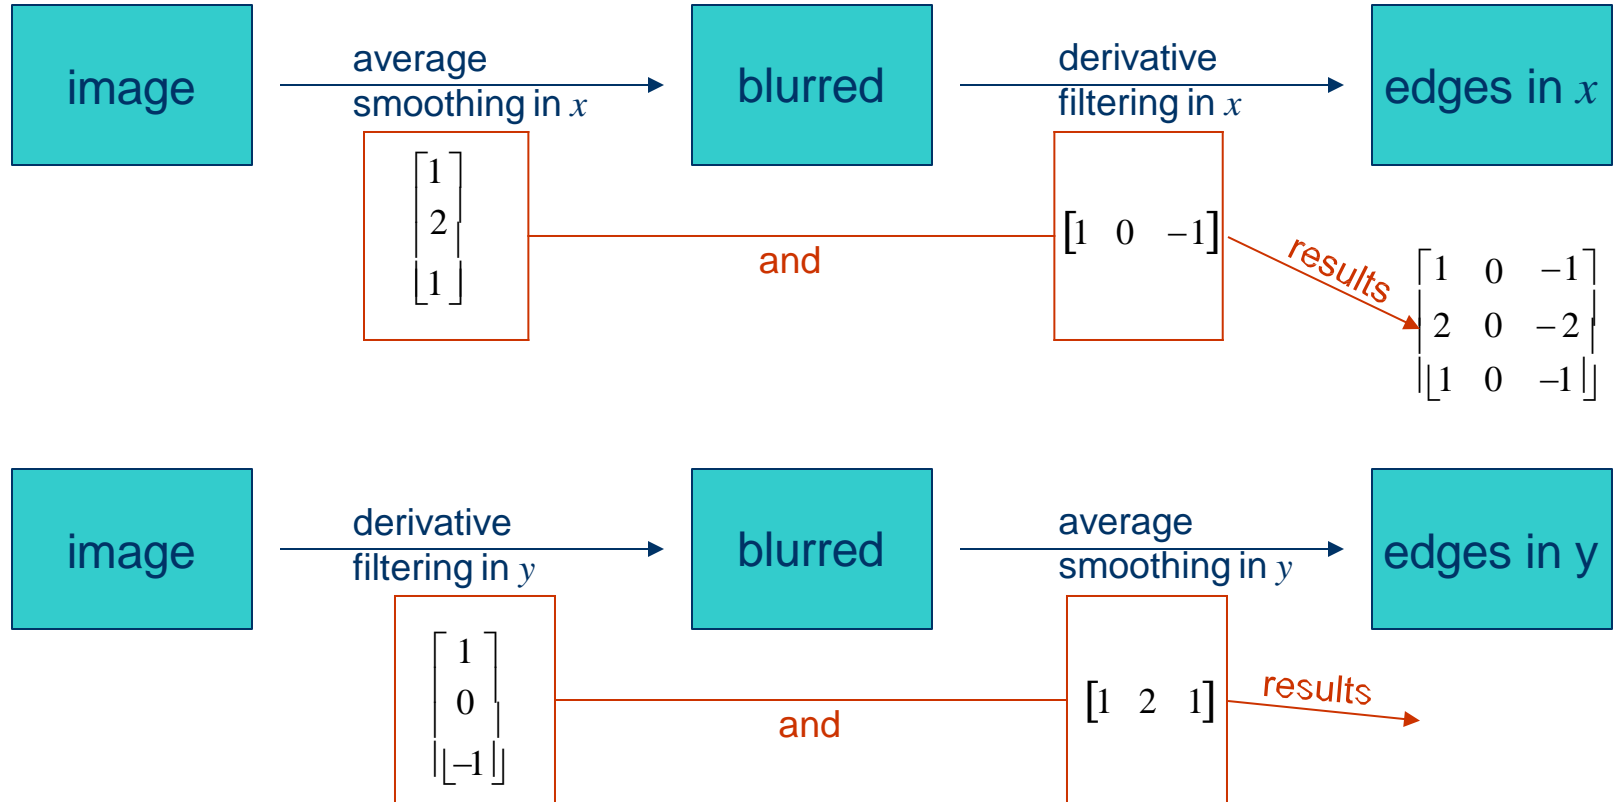 image
average
smoothing in x
blurred
derivative
filtering in x
edges in x
1
2
1
and
[1 0 −1]
results
1 0 −1
2 0 −2
1 0 −1
image
derivative
filtering in y
blurred
average
smoothing in y
edges in y
1
0
−1
and
[1 2 1]
results